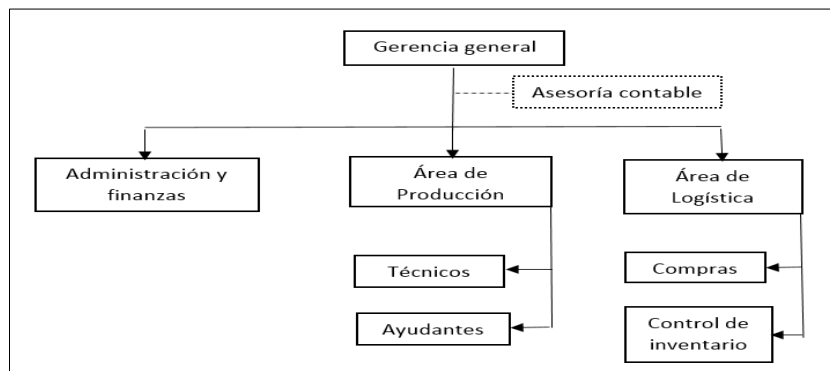 Gerencia general
Asesoría contable
Administración y
finanzas
Área de
Producción
Área de
Logística
Técnicos
Compras
Ayudantes
Control de
inventario